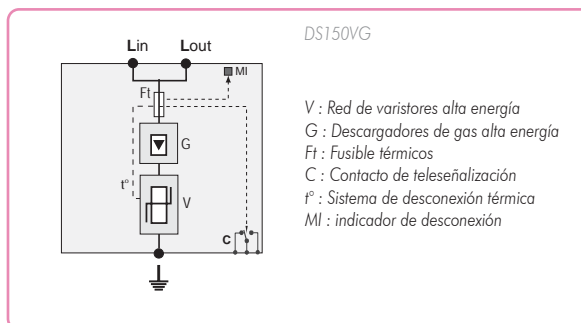 DS150VG
Lin Lout
MI
Ft
G
t°
V
C
V : Red de varistores alta energía
G : Descargadores de gas alta energía
Ft : Fusible térmicos
C : Contacto de teleseñalización
t° : Sistema de desconexión térmica
MI : indicador de desconexión